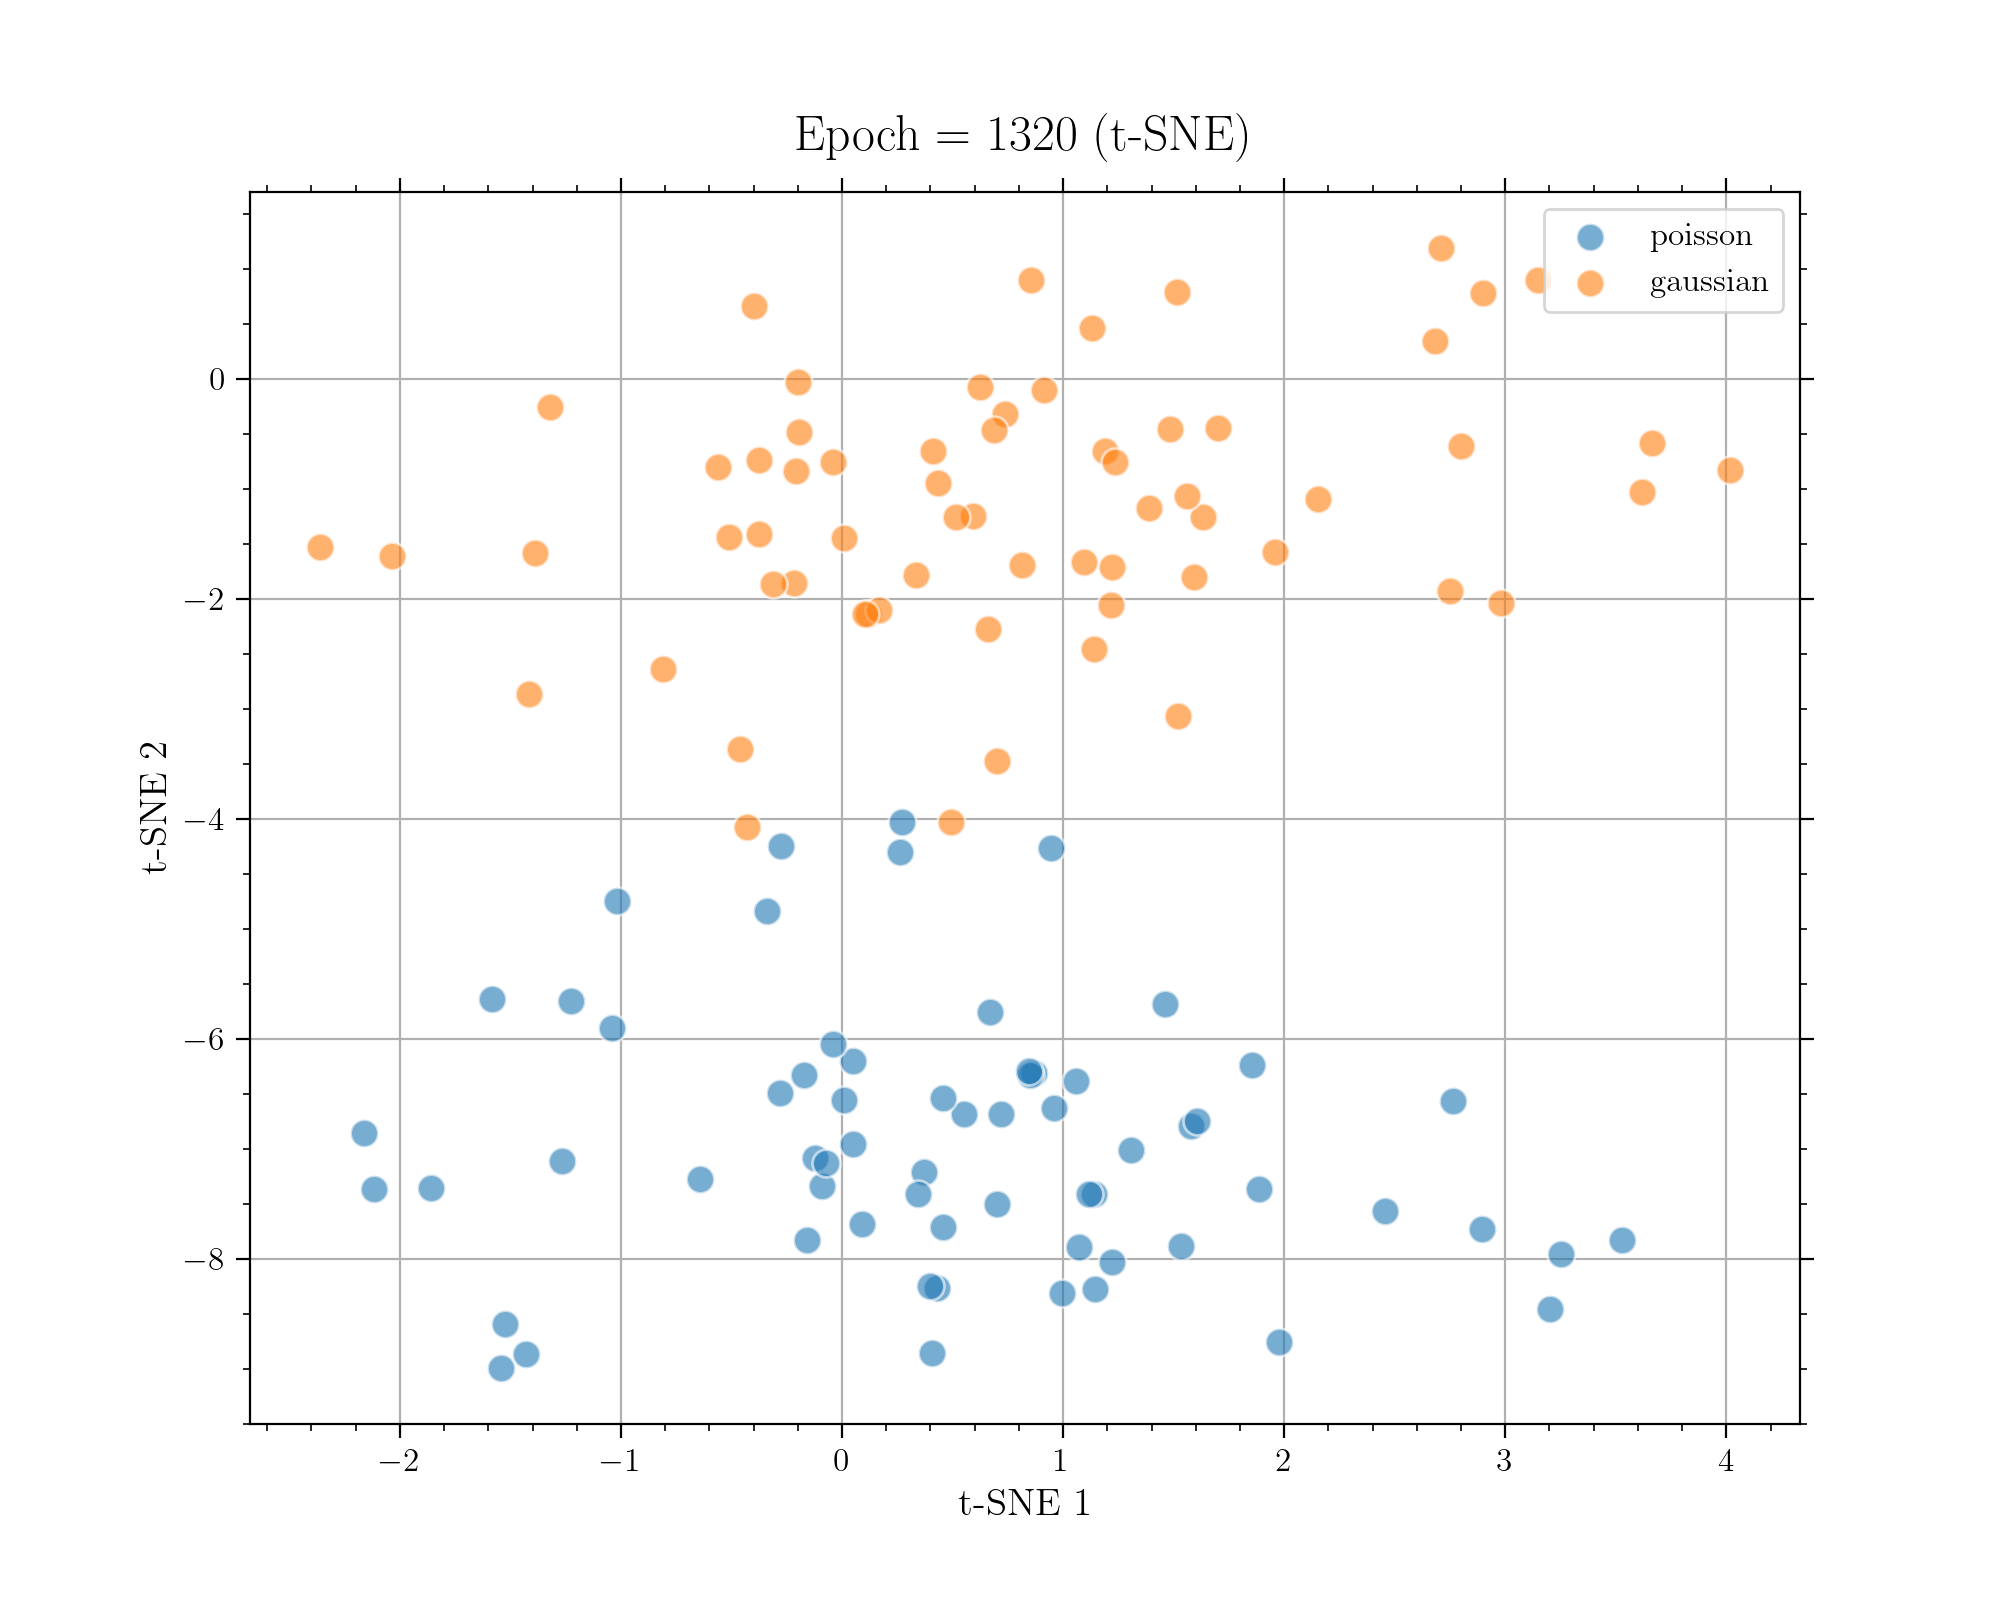 Epoch = 1320 (t-SNE)
poisson
gaussian
0
−2
−4
−6
−8
t-SNE 2
−2 −1 0 1 2 3 4
t-SNE 1